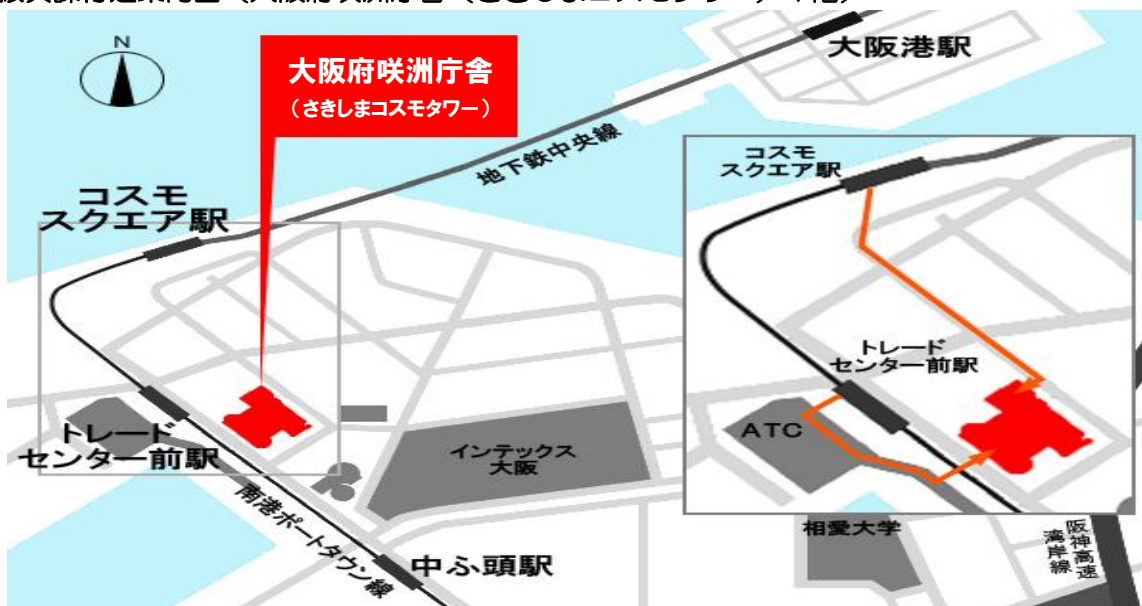 大阪府咲洲庁舎
（さきしまコスモタワー）
N
大阪港駅
地下鉄中央線
コスモ
スクエア駅
トレード
センター前駅
インテックス
大阪
南港ポートタウン線
中ふ頭駅
コスモ
スクエア駅
トレード
センター前駅
ATC
相愛大学
阪神高速
湾岸線